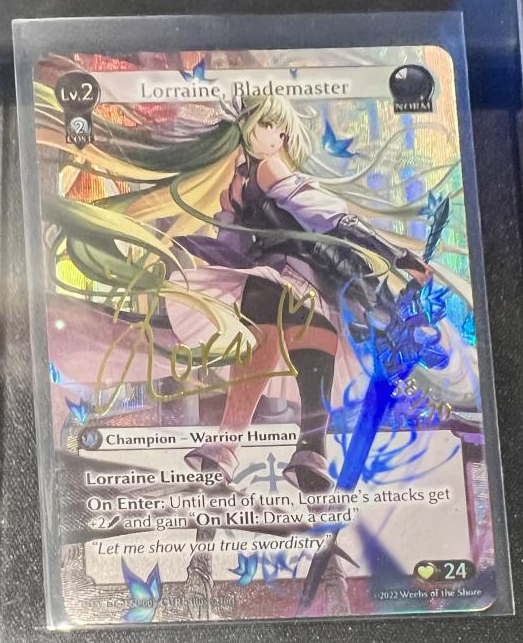 Lv.2
Lorraine, Blademaster
NORM
2
COST
38/70
Champion – Warrior Human
Lorraine Lineage
On Enter: Until end of turn, Lorraine's attacks get
+2 and gain "On Kill: Draw a card."
"Let me show you true swordistry."
24
©2022 Weebs of the Shore